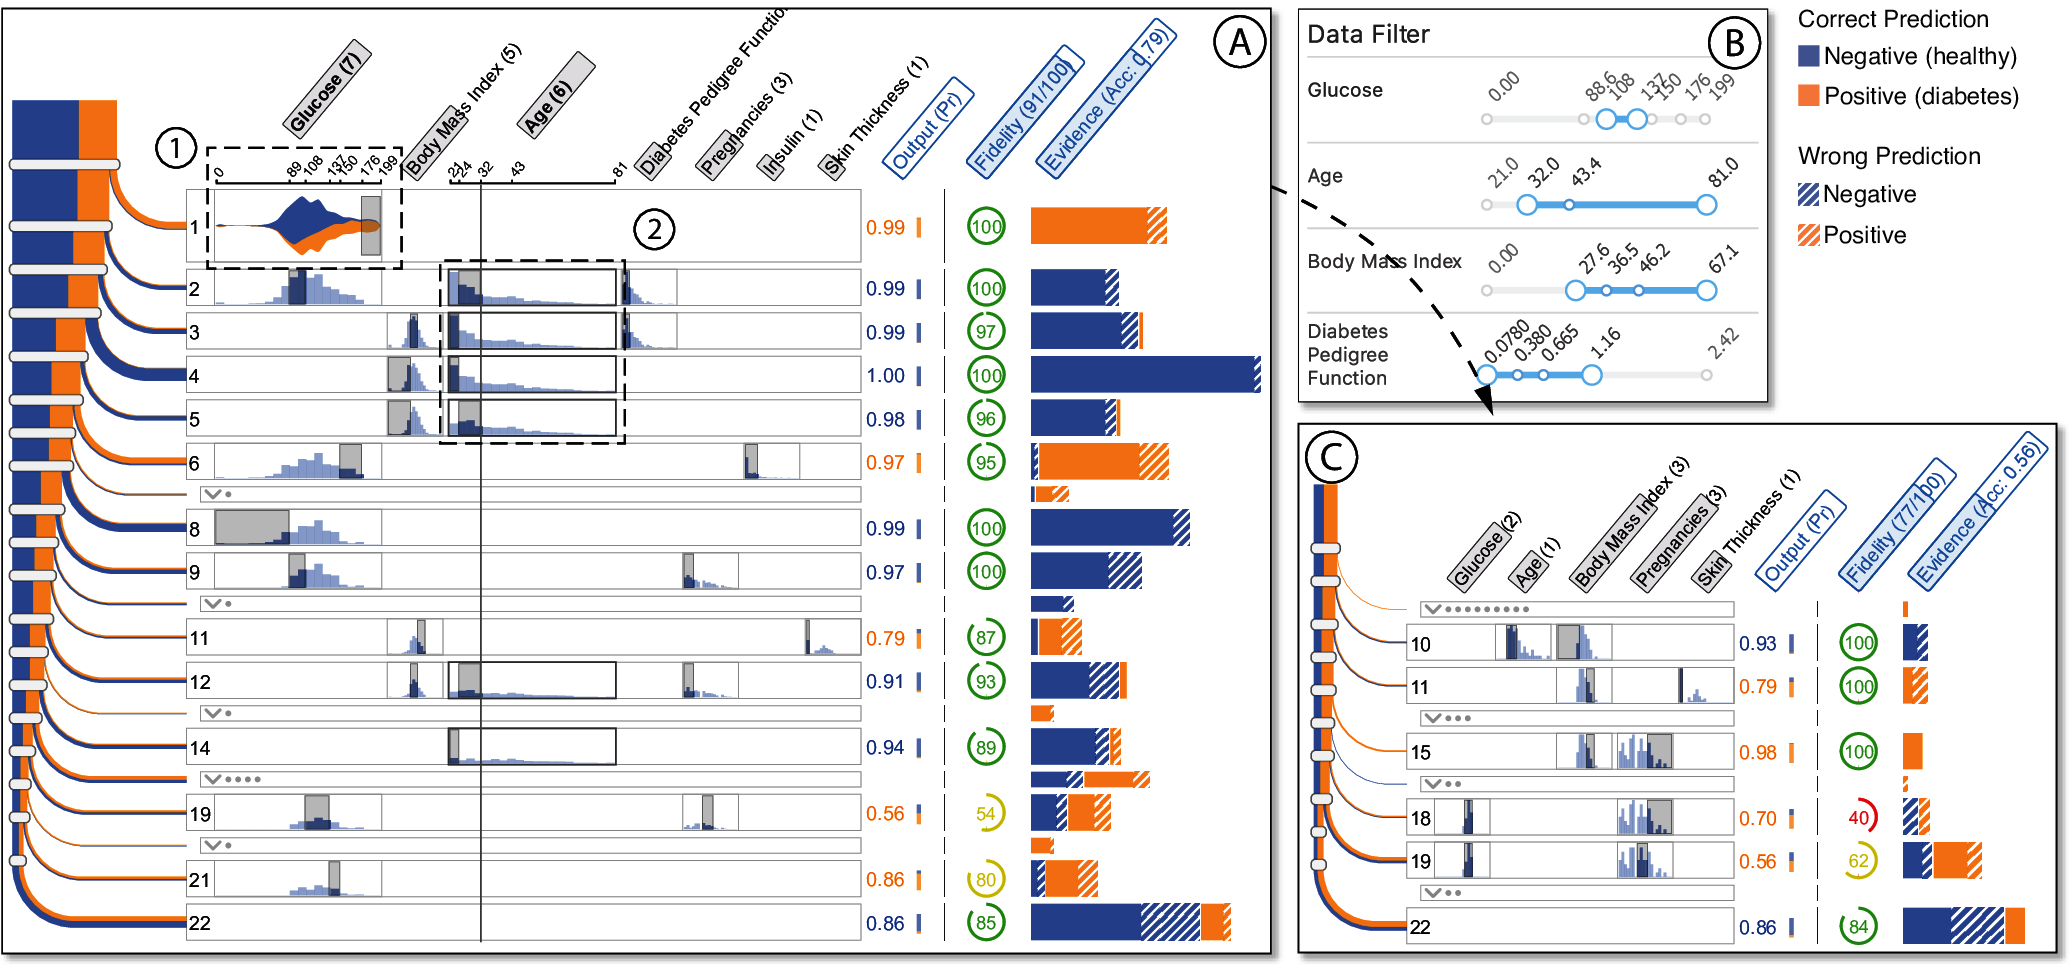 A
Glucose (7)
Body Mass Index (5)
Age (6)
Diabetes Pedigree Function
Pregnancies (3)
Insulin (1)
Skin Thickness (1)
Output (Pr)
Fidelity (91/100)
Evidence (Acc: 0.79)
1
0 89 108 137 150 176 199
22 24 32 43 81
2
1 0.99 100
2 0.99 100
3 0.99 97
4 1.00 100
5 0.98 96
6 0.97 95
8 0.99 100
9 0.97 100
11 0.79 87
12 0.91 93
14 0.94 89
19 0.56 54
21 0.86 80
22 0.86 85
Data Filter
B
Glucose
0.00 88.6 108 137 150 176 199
Age
21.0 32.0 43.4 81.0
Body Mass Index
0.00 27.6 36.5 46.2 67.1
Diabetes
Pedigree
Function
0.0780 0.380 0.665 1.16 2.42
Correct Prediction
Negative (healthy)
Positive (diabetes)
Wrong Prediction
Negative
Positive
C
Glucose (2)
Age (1)
Body Mass Index (3)
Pregnancies (3)
Skin Thickness (1)
Output (Pr)
Fidelity (77/100)
Evidence (Acc: 0.56)
10 0.93 100
11 0.79 100
15 0.98 100
18 0.70 40
19 0.56 62
22 0.86 84